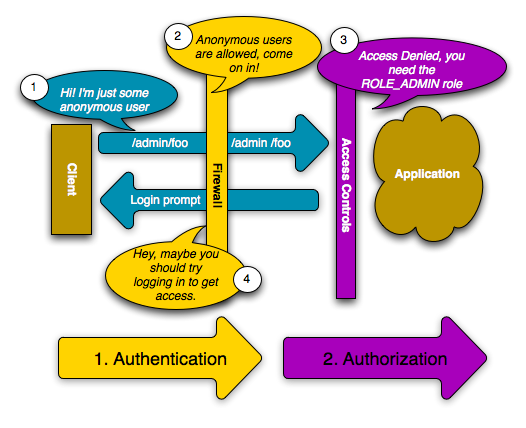 1
Hi! I'm just some
anonymous user
2
Anonymous users
are allowed, come
on in!
3
Access Denied, you
need the
ROLE_ADMIN role
Client
/admin/foo
Firewall
/admin /foo
Access Controls
Application
Login prompt
Hey, maybe you
should try
logging in to get
access.
4
1. Authentication
2. Authorization